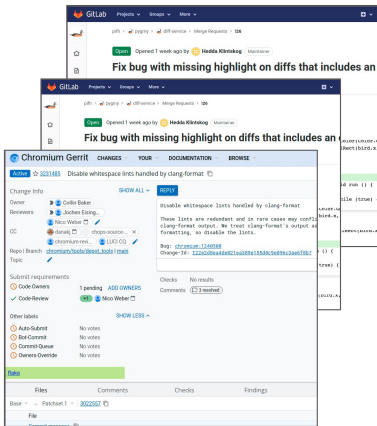 GitLab Projects Groups More
pifh › pygmy › diff-service › Merge Requests › !26
Open Opened 1 week ago by Hedda Klintskog Maintainer
Fix bug with missing highlight on diffs that includes an
GitLab Projects Groups More
pifh › pygmy › diff-service › Merge Requests › !26
Open Opened 1 week ago by Hedda Klintskog Maintainer
Fix bug with missing highlight on diffs that includes an
Chromium Gerrit CHANGES YOUR DOCUMENTATION BROWSE
Active 3231485 Disable whitespace lints handled by clang-format
Change Info SHOW ALL
Owner Collin Baker
Reviewers Jochen Eising...
Nico Weber
CC danakj chops-source...
chromium-revi... LUCI CQ
Repo | Branch chromium/tools/depot_tools | main
Topic
Submit requirements
Code Owners 1 pending ADD OWNERS
Code-Review +1 Nico Weber
Other labels SHOW LESS
Auto-Submit No votes
Bot-Commit No votes
Commit-Queue No votes
Owners-Override No votes
REPLY
Disable whitespace lints handled by clang-format
These lints are redundant and in rare cases may confli
clang-format output. We treat clang-format's output as
formatting, so disable the lints.
Bug: chromium:1240500
Checks No results
Comments 3 resolved
Files Comments Checks Findings
Base → Patchset 1 3022557
File